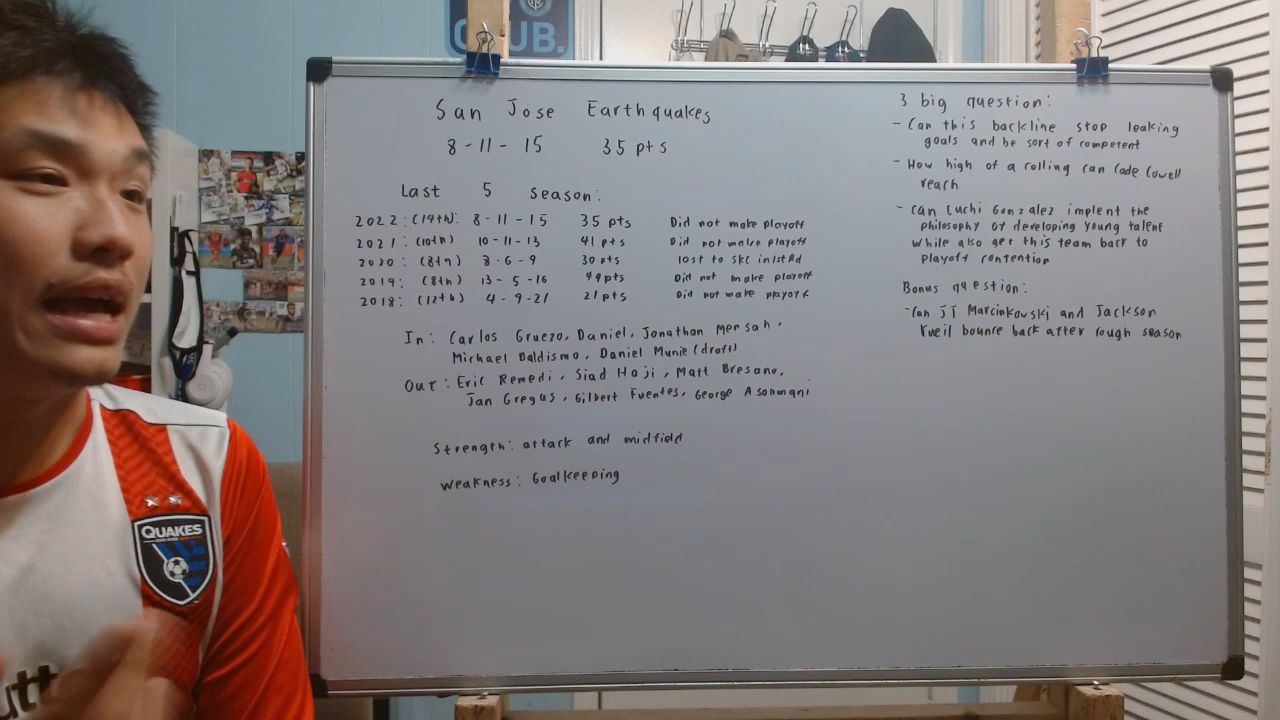 CLUB.
San Jose Earthquakes
8-11-15 35 pts
Last 5 season:
2022: (14th): 8-11-15 35 pts Did not make playoff
2021: (10th) 10-11-13 41 pts Did not make playoff
2020: (8th) 8-6-9 30 pts lost to SKC in 1st Rd
2019: (8th) 13-5-16 44 pts Did not make playoff
2018: (12th) 4-9-21 21 pts Did not make playoff
In: Carlos Gruezo, Daniel, Jonathan Mensah,
Michael Baldismo, Daniel Munie (draft)
Out: Eric Remedi, Siad Haji, Matt Bresano,
Jan Gregus, Gilbert Fuentes, George Asomani
Strength: attack and midfield
Weakness: Goalkeeping
3 big question:
- Can this backline stop leaking
goals and be sort of competent
- How high of a rolling can Cade Cowell
reach
- Can Luchi Gonzalez implent the
philosophy of developing young talent
while also get this team back to
playoff contention
Bonus question:
- Can JT Marcinkowski and Jackson
Yueil bounce back after rough season
QUAKES